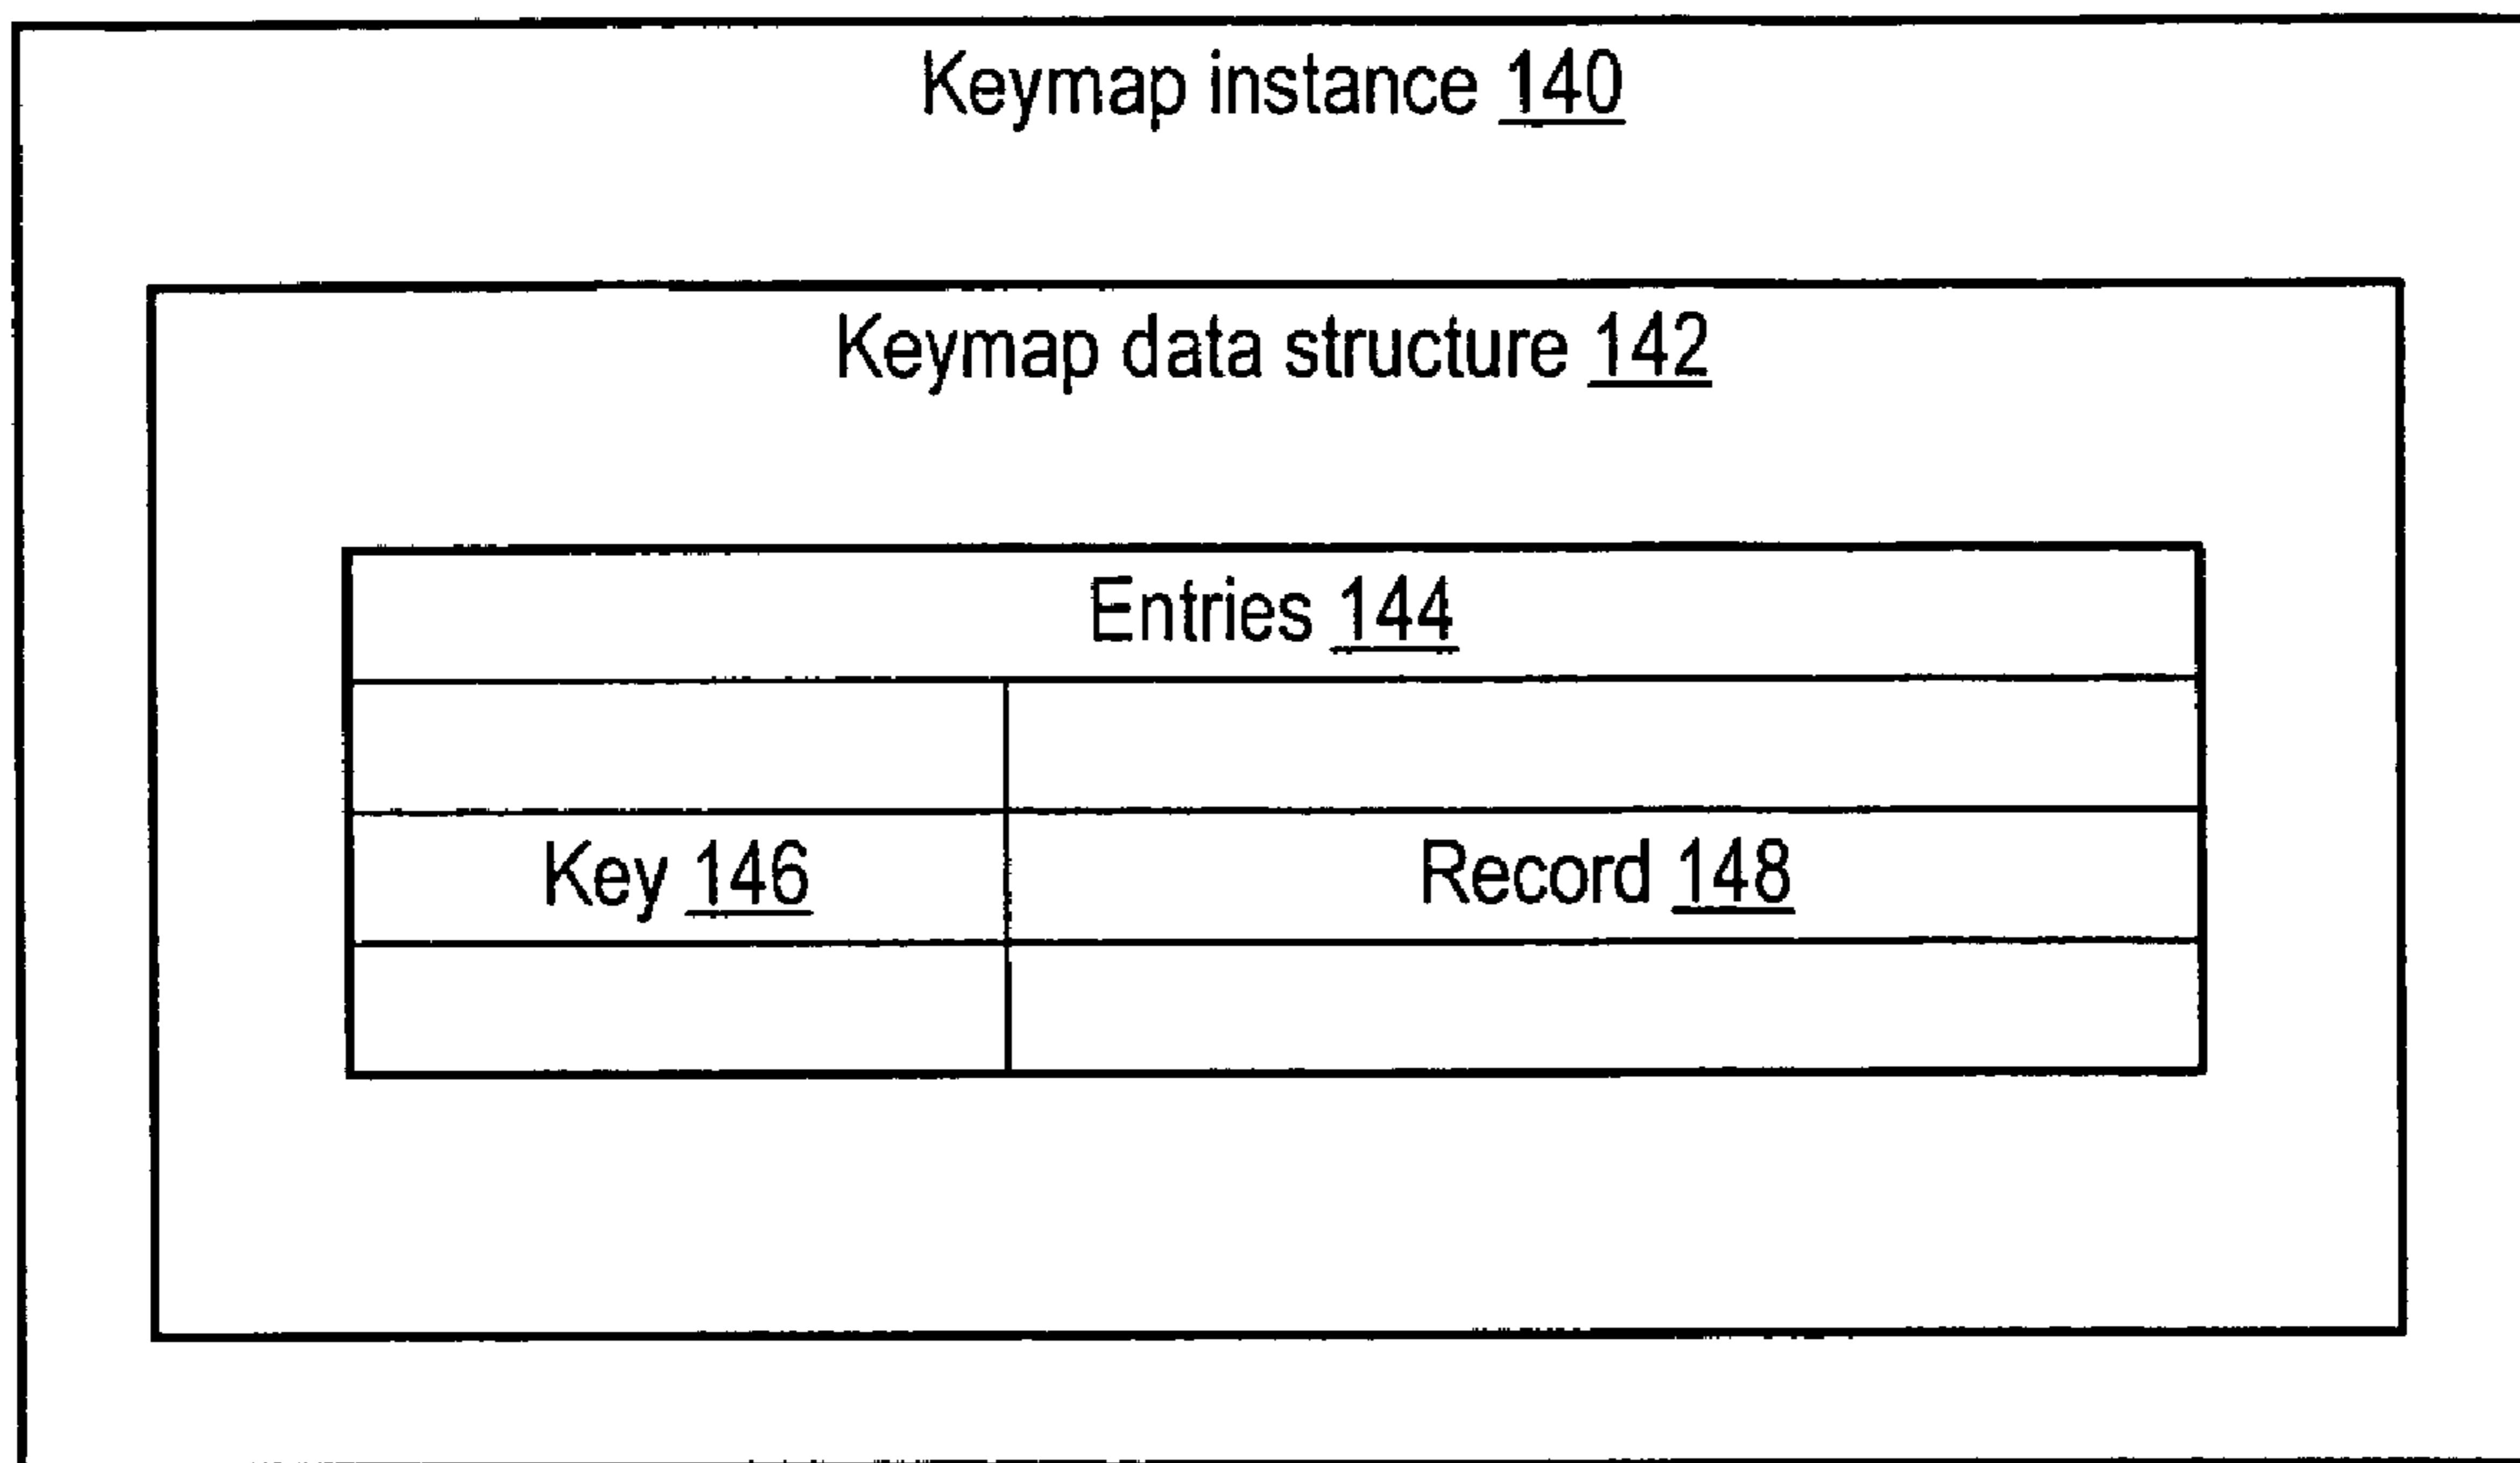 Keymap instance 140
Keymap data structure 142
Entries 144
Key 146 Record 148